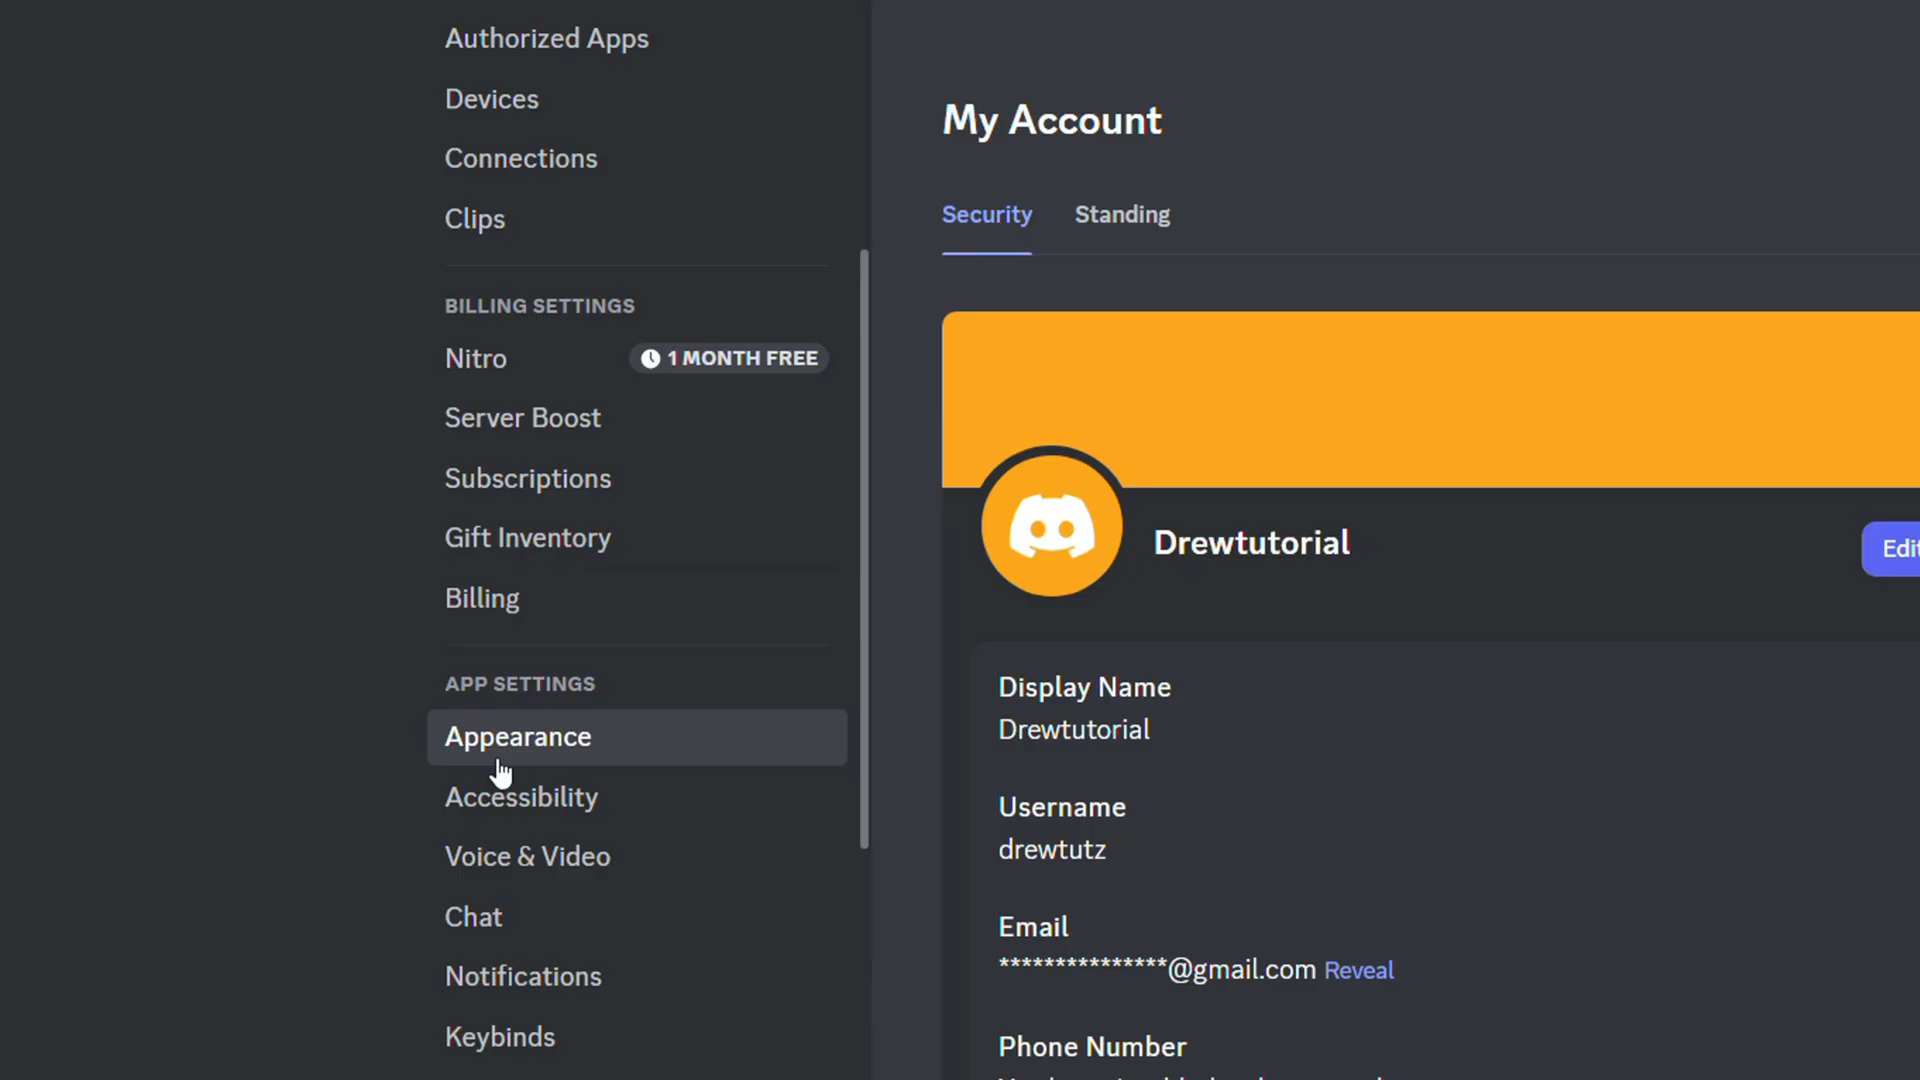 Authorized Apps
Devices
Connections
Clips
BILLING SETTINGS
Nitro
1 MONTH FREE
Server Boost
Subscriptions
Gift Inventory
Billing
APP SETTINGS
Appearance
Accessibility
Voice & Video
Chat
Notifications
Keybinds
My Account
Security Standing
Drewtutorial
Edit
Display Name
Drewtutorial
Username
drewtutz
Email
***************@gmail.com Reveal
Phone Number